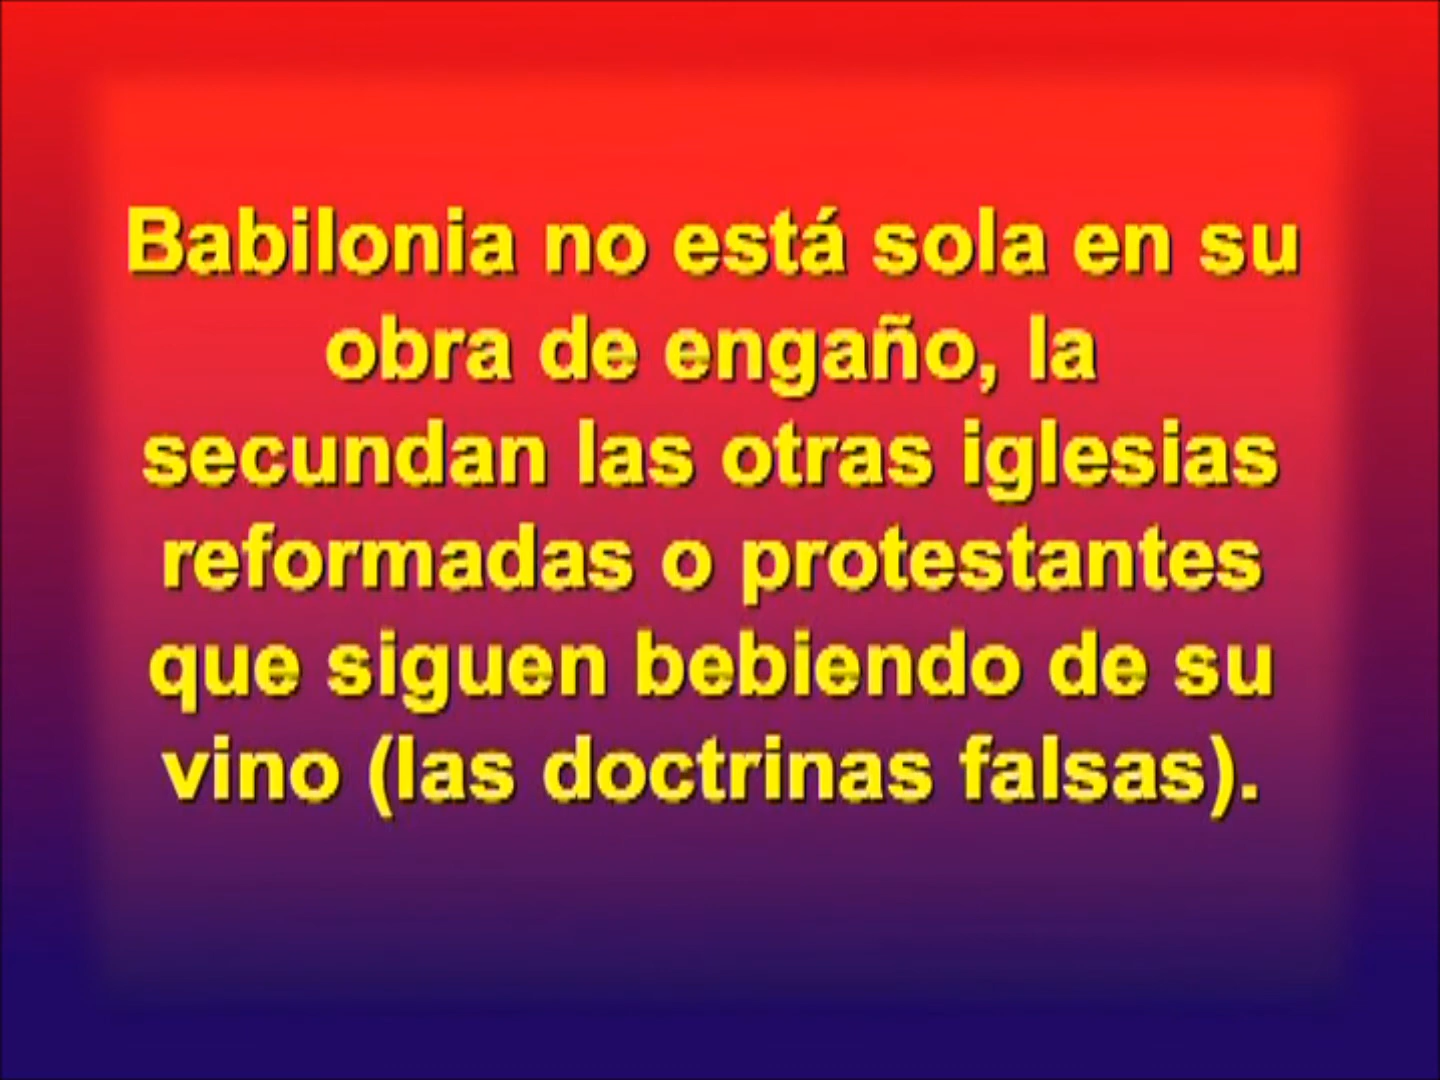 Babilonia no está sola en su
obra de engaño, la
secundan las otras iglesias
reformadas o protestantes
que siguen bebiendo de su
vino (las doctrinas falsas).